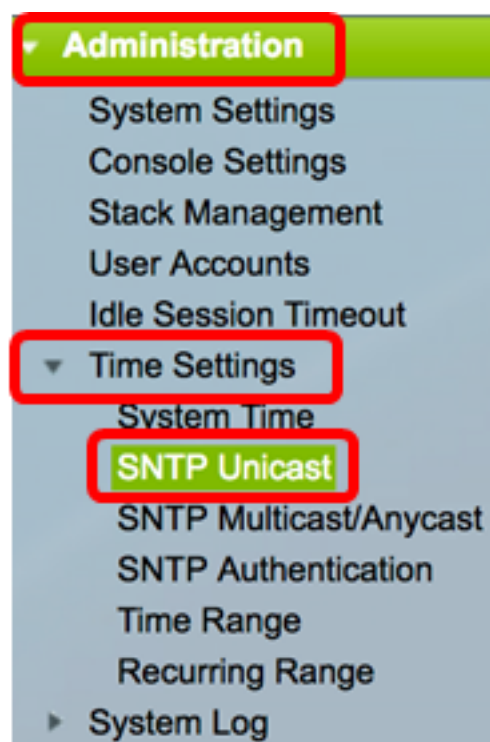 Administration
System Settings
Console Settings
Stack Management
User Accounts
Idle Session Timeout
Time Settings
System Time
SNTP Unicast
SNTP Multicast/Anycast
SNTP Authentication
Time Range
Recurring Range
System Log